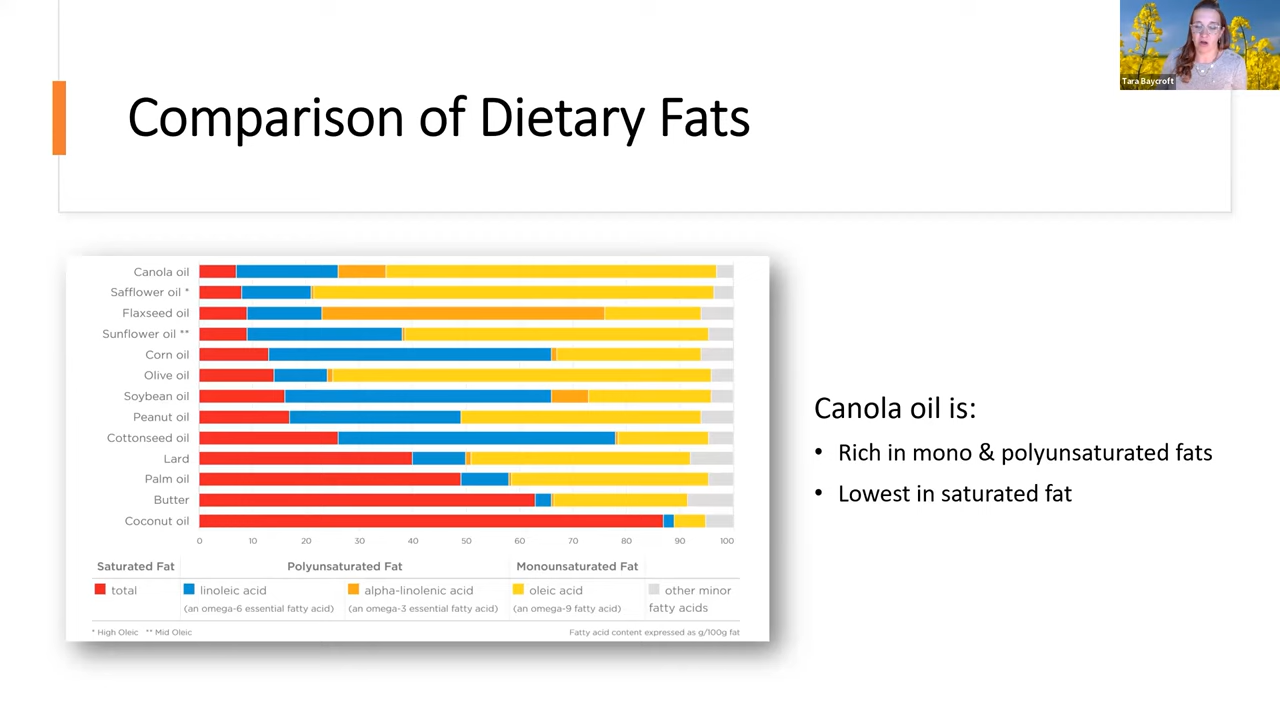 Tara Baycroft
Comparison of Dietary Fats
Canola oil
Safflower oil *
Flaxseed oil
Sunflower oil **
Corn oil
Olive oil
Soybean oil
Peanut oil
Cottonseed oil
Lard
Palm oil
Butter
Coconut oil
0 10 20 30 40 50 60 70 80 90 100
Saturated Fat Polyunsaturated Fat Monounsaturated Fat
total linoleic acid alpha-linolenic acid oleic acid other minor
(an omega-6 essential fatty acid) (an omega-3 essential fatty acid) (an omega-9 fatty acid) fatty acids
* High Oleic ** Mid Oleic Fatty acid content expressed as g/100g fat
Canola oil is:
• Rich in mono & polyunsaturated fats
• Lowest in saturated fat